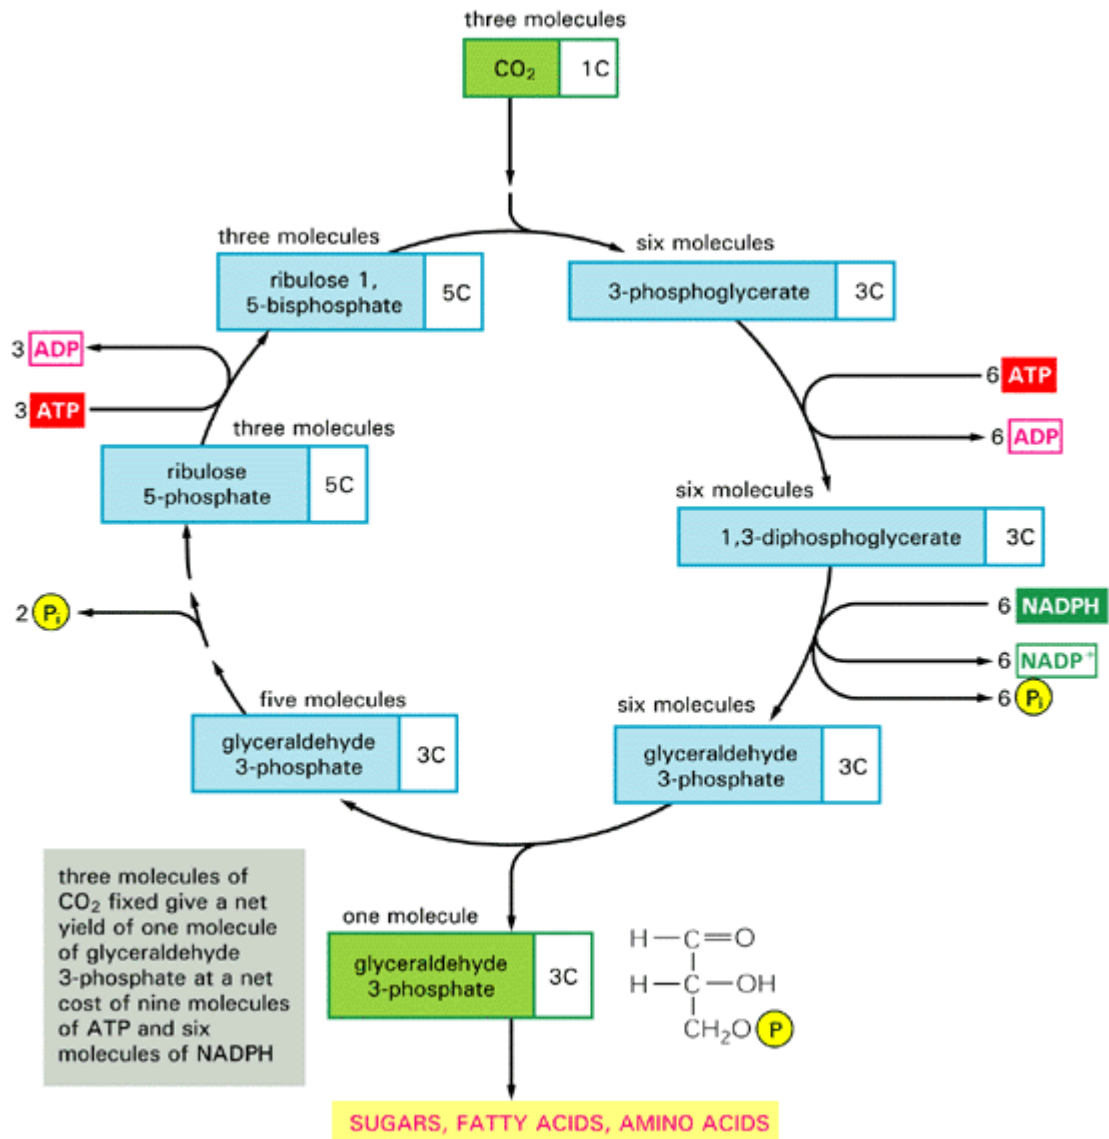 three molecules
CO₂ 1C
three molecules
ribulose 1,
5-bisphosphate
5C
six molecules
3-phosphoglycerate 3C
3 ADP
3 ATP
6 ATP
6 ADP
three molecules
ribulose
5-phosphate
5C
six molecules
1,3-diphosphoglycerate 3C
2 Pᵢ
6 NADPH
6 NADP⁺
6 Pᵢ
five molecules
glyceraldehyde
3-phosphate
3C
six molecules
glyceraldehyde
3-phosphate
3C
three molecules of
CO₂ fixed give a net
yield of one molecule
of glyceraldehyde
3-phosphate at a net
cost of nine molecules
of ATP and six
molecules of NADPH
one molecule
glyceraldehyde
3-phosphate
3C
H—C=O
H—C—OH
CH₂O P
SUGARS, FATTY ACIDS, AMINO ACIDS